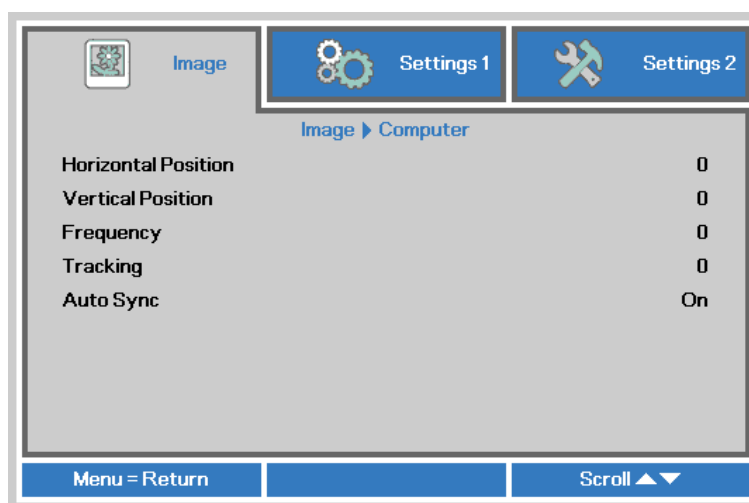 Image Settings 1 Settings 2
Image ▶ Computer
Horizontal Position 0
Vertical Position 0
Frequency 0
Tracking 0
Auto Sync On
Menu = Return Scroll ▲▼